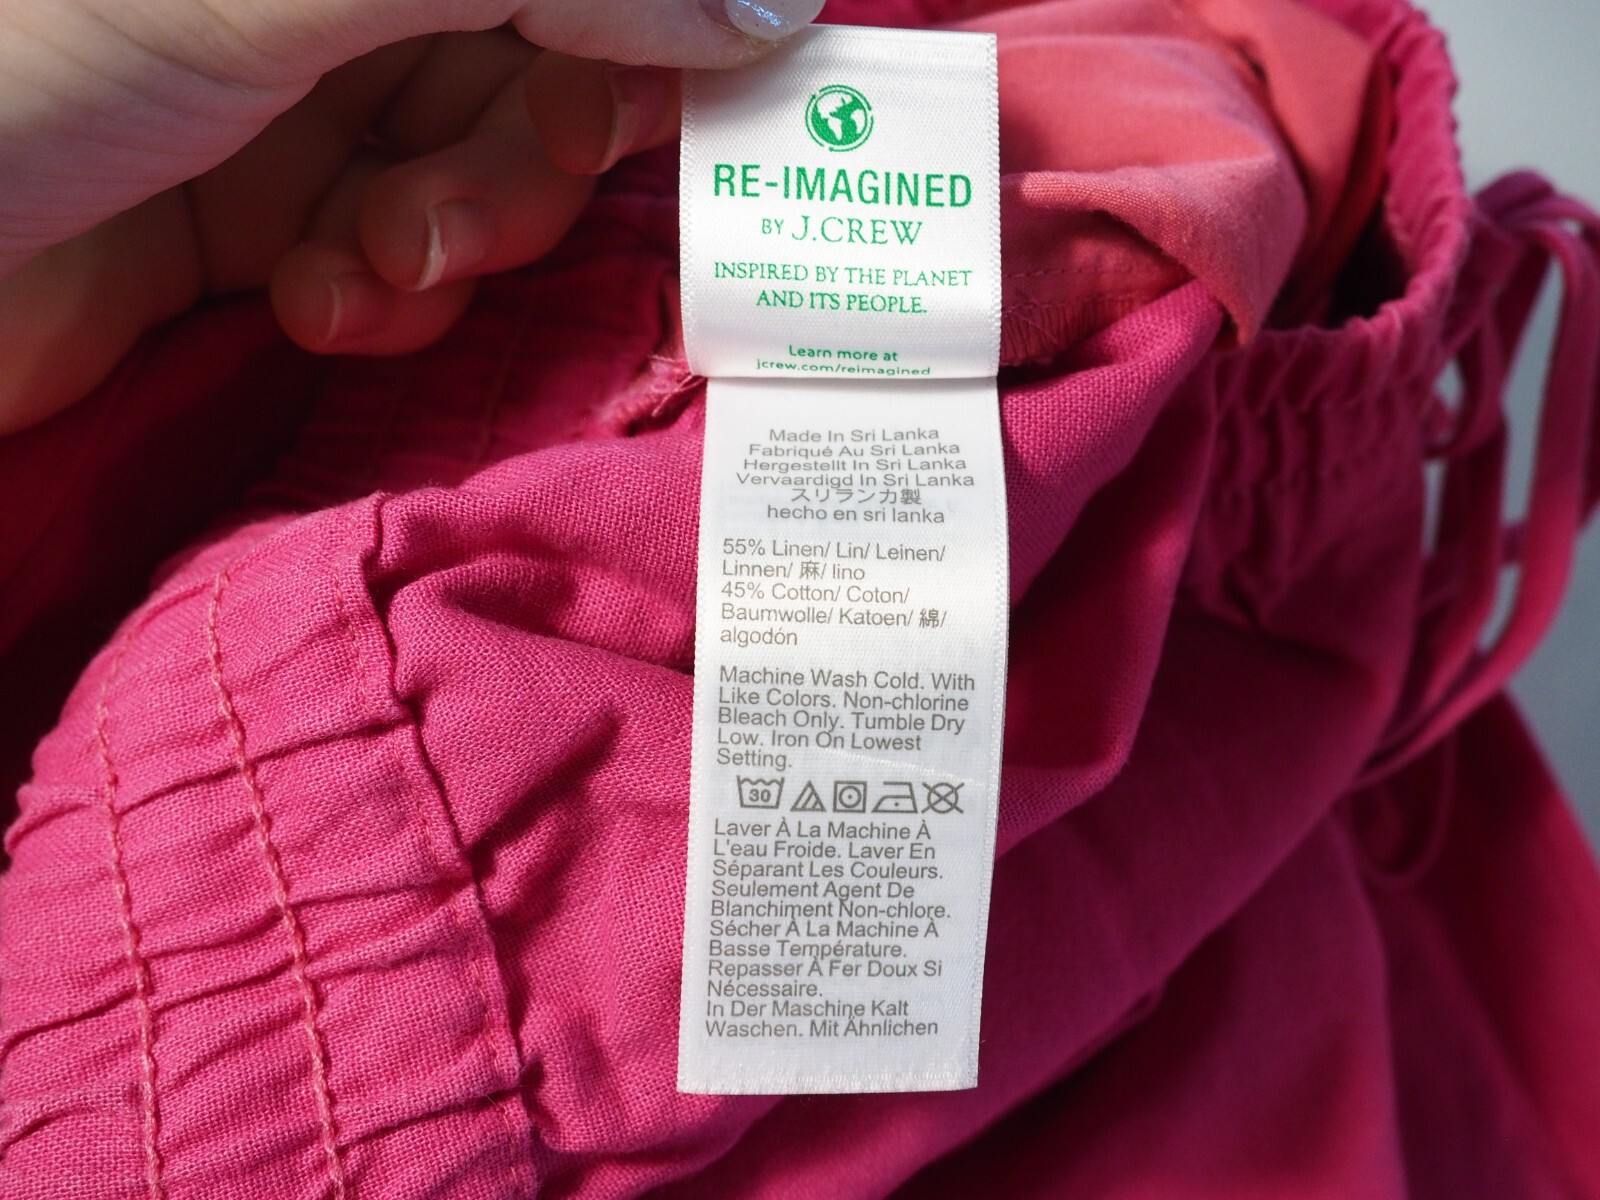 RE-IMAGINED
BY J.CREW
INSPIRED BY THE PLANET
AND ITS PEOPLE.
Learn more at
jcrew.com/reimagined
Made In Sri Lanka
Fabriqué Au Sri Lanka
Hergestellt In Sri Lanka
Vervaardigd In Sri Lanka
スリランカ製
hecho en sri lanka
55% Linen/ Lin/ Leinen/
Linnen/ 麻/ lino
45% Cotton/ Coton/
Baumwolle/ Katoen/ 綿/
algodón
Machine Wash Cold. With
Like Colors. Non-chlorine
Bleach Only. Tumble Dry
Low. Iron On Lowest
Setting.
30
Laver À La Machine À
L'eau Froide. Laver En
Séparant Les Couleurs.
Seulement Agent De
Blanchiment Non-chlore.
Sécher À La Machine À
Basse Température.
Repasser À Fer Doux Si
Nécessaire.
In Der Maschine Kalt
Waschen. Mit Ähnlichen